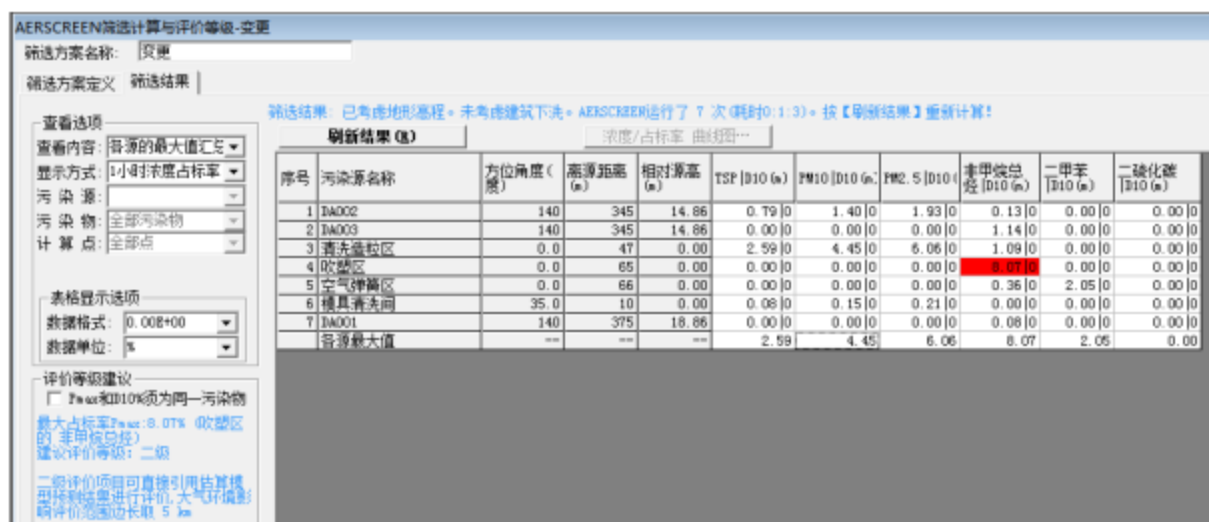 AERSCREEN筛选计算与评价等级-变更
筛选方案名称: 变更
筛选方案定义 筛选结果
筛选结果: 已考虑地形高程。未考虑建筑下洗。AERSCREEN运行了 7 次(耗时0:1:3)。按【刷新结果】重新计算!
查看选项
查看内容: 各源的最大值汇总
显示方式: 1小时浓度占标率
污染源:
污染物: 全部污染物
计算点: 全部点
表格显示选项
数据格式: 0.00E+00
数据单位: %
评价等级建议
Pmax和D10%须为同一污染物
最大占标率Pmax:8.07% (吹塑区
的 非甲烷总烃)
建议评价等级: 二级
二级评价项目可直接引用估算模
型预测结果进行评价,大气环境影
响评价范围边长取 5 km
刷新结果(R) 浓度/占标率 曲线图…
序号 污染源名称 方位角度(度) 离源距离(m) 相对源高(m) TSP|D10(m) PM10|D10(m) PM2.5|D10( 非甲烷总烃|D10(m) 二甲苯|D10(m) 二硫化碳|D10(m)
1 DA002 140 345 14.86 0.79|0 1.40|0 1.93|0 0.13|0 0.00|0 0.00|0
2 DA003 140 345 14.86 0.00|0 0.00|0 0.00|0 1.14|0 0.00|0 0.00|0
3 清洗造粒区 0.0 47 0.00 2.59|0 4.45|0 6.06|0 1.09|0 0.00|0 0.00|0
4 吹塑区 0.0 65 0.00 0.00|0 0.00|0 0.00|0 8.07|0 0.00|0 0.00|0
5 空气弹簧区 0.0 66 0.00 0.00|0 0.00|0 0.00|0 0.36|0 2.05|0 0.00|0
6 模具清洗间 35.0 10 0.00 0.08|0 0.15|0 0.21|0 0.00|0 0.00|0 0.00|0
7 DA001 140 375 18.86 0.00|0 0.00|0 0.00|0 0.08|0 0.00|0 0.00|0
各源最大值 -- -- -- 2.59 4.45 6.06 8.07 2.05 0.00